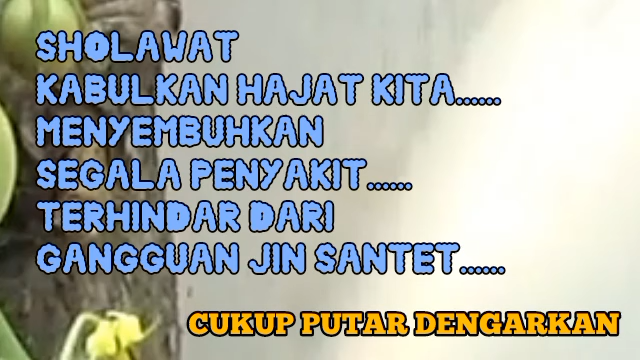 SHOLAWAT
KABULKAN HAJAT KITA......
MENYEMBUHKAN
SEGALA PENYAKIT......
TERHINDAR DARI
GANGGUAN JIN SANTET......
CUKUP PUTAR DENGARKAN